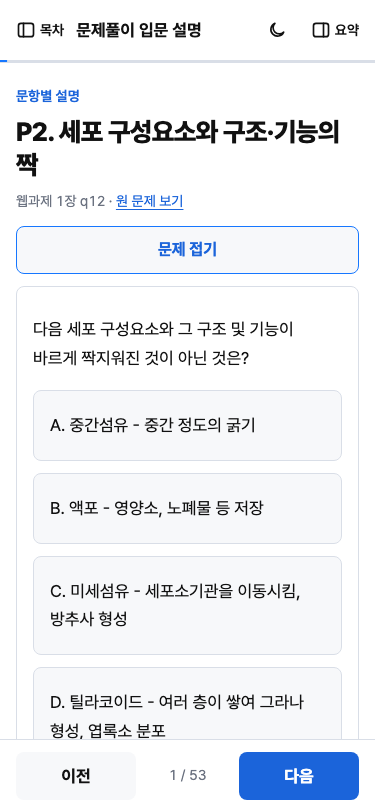 목차 문제풀이 입문 설명 요약
문항별 설명
P2. 세포 구성요소와 구조·기능의
짝
웹과제 1장 q12 · 원 문제 보기
문제 접기
다음 세포 구성요소와 그 구조 및 기능이
바르게 짝지워진 것이 아닌 것은?
A. 중간섬유 - 중간 정도의 굵기
B. 액포 - 영양소, 노폐물 등 저장
C. 미세섬유 - 세포소기관을 이동시킴,
방추사 형성
D. 틸라코이드 - 여러 층이 쌓여 그라나
형성, 엽록소 분포
이전 1 / 53 다음